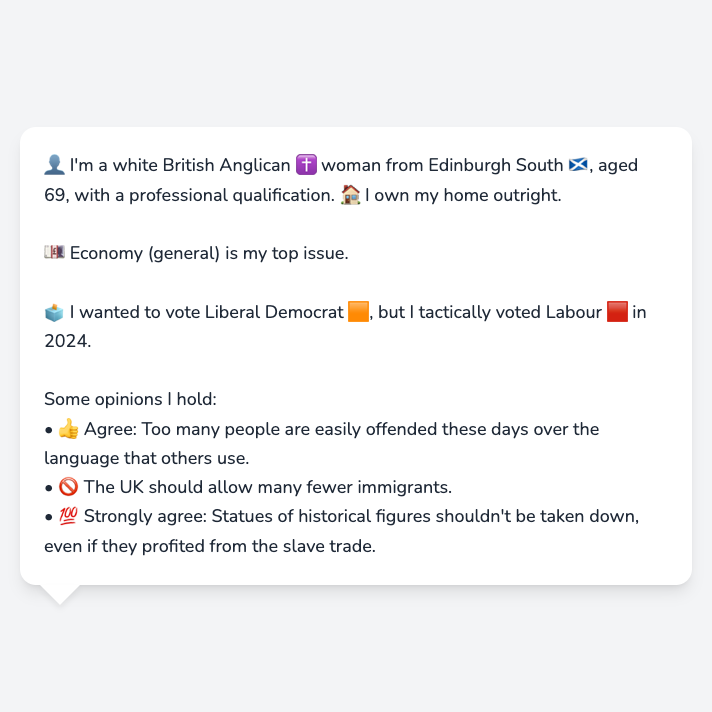 👤 I'm a white British Anglican ✝️ woman from Edinburgh South 🏴󠁧󠁢󠁳󠁣󠁴󠁿, aged
69, with a professional qualification. 🏠 I own my home outright.
💷 Economy (general) is my top issue.
🗳️ I wanted to vote Liberal Democrat 🟧, but I tactically voted Labour 🟥 in
2024.
Some opinions I hold:
• 👍 Agree: Too many people are easily offended these days over the
language that others use.
• 🚫 The UK should allow many fewer immigrants.
• 💯 Strongly agree: Statues of historical figures shouldn't be taken down,
even if they profited from the slave trade.